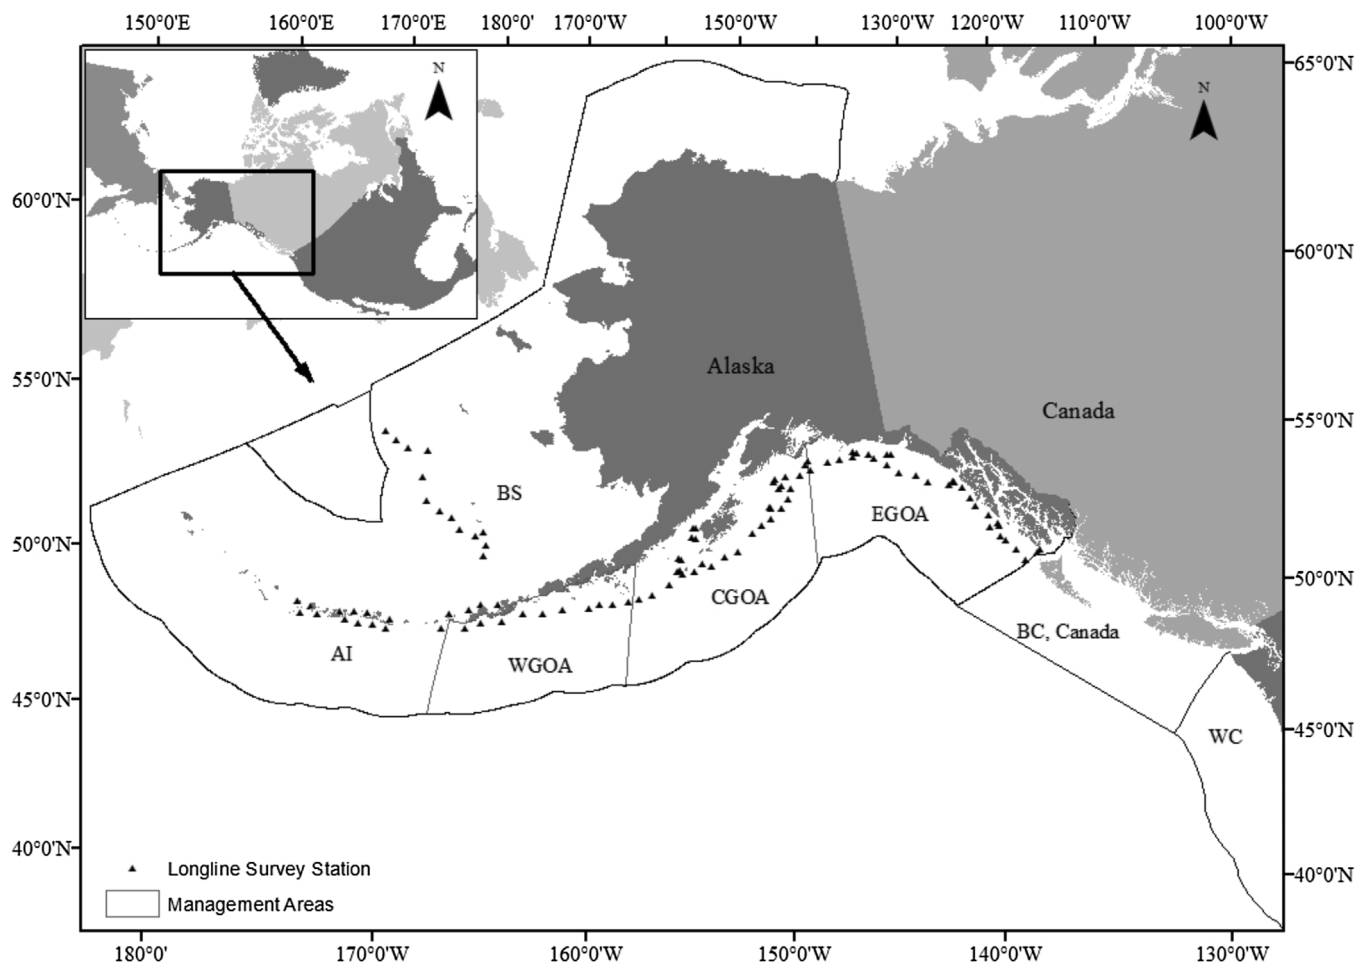 150°0'E 160°0'E 170°0'E 180°0' 170°0'W 150°0'W 130°0'W 120°0'W 110°0'W 100°0'W
N
N
65°0'N
60°0'N
60°0'N
55°0'N
55°0'N
50°0'N
50°0'N
45°0'N
45°0'N
40°0'N
40°0'N
Alaska
Canada
BS
EGOA
CGOA
BC, Canada
AI
WGOA
WC
Longline Survey Station
Management Areas
180°0' 170°0'W 160°0'W 150°0'W 140°0'W 130°0'W